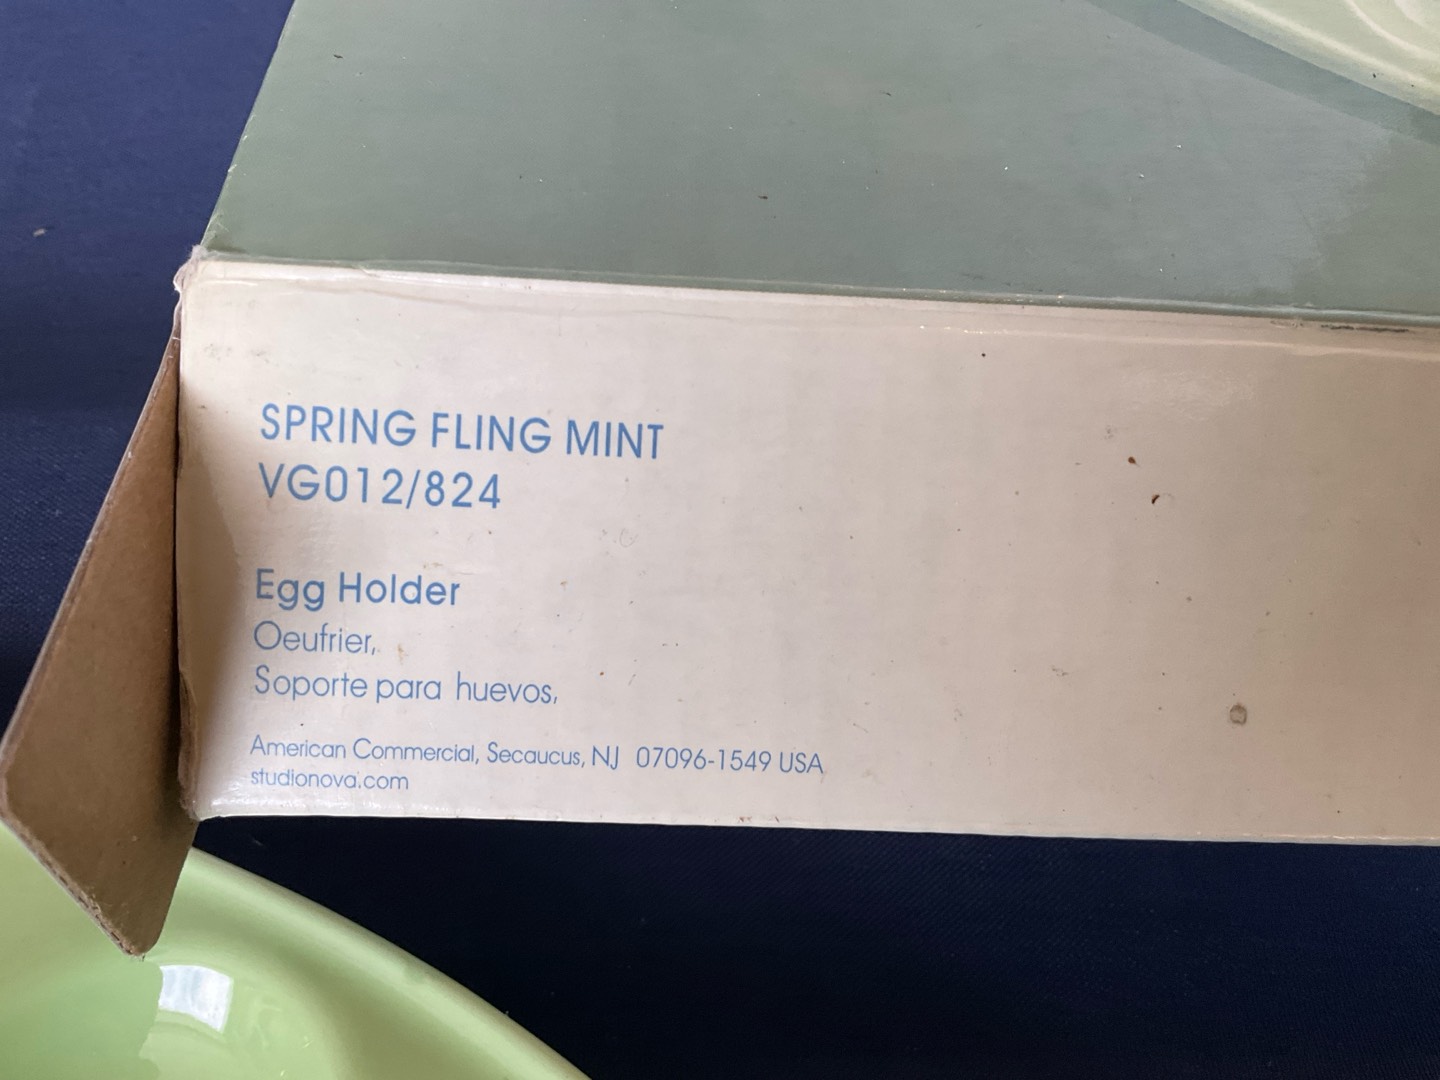 SPRING FLING MINT
VG012/824
Egg Holder
Oeufrier,
Soporte para huevos,
American Commercial, Secaucus, NJ 07096-1549 USA
studionova.com